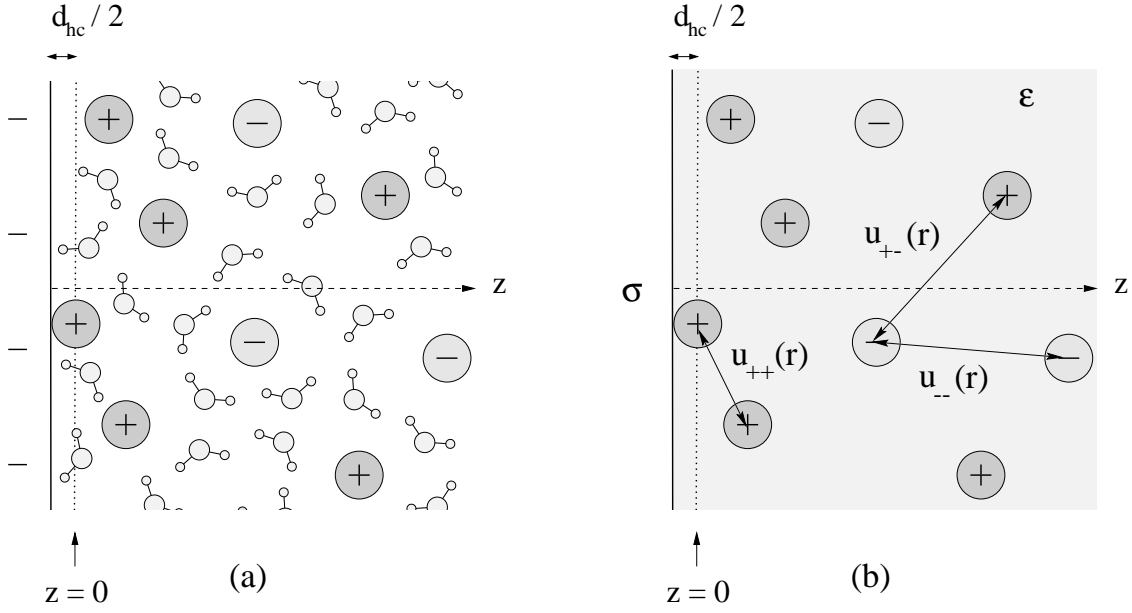 d_hc / 2
+
−
−
+
+
−
z
+
−
−
−
+
−
+
z = 0
(a)
d_hc / 2
ε
+
−
+
+
u_+-(r)
z
σ
+
−
−
u_++(r)
u_--(r)
+
+
z = 0
(b)